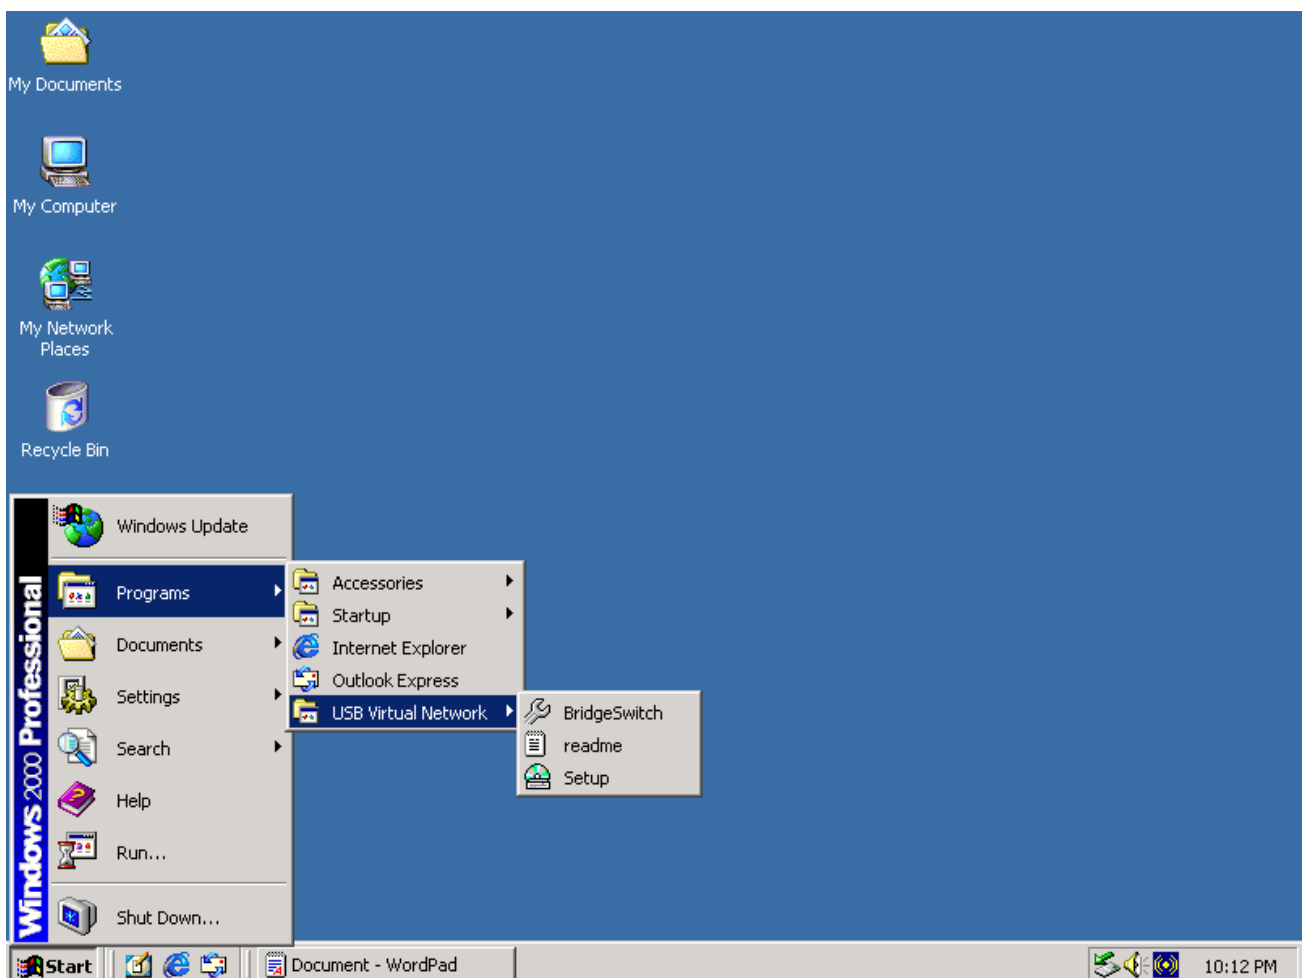 My Documents
My Computer
My Network
Places
Recycle Bin
Windows 2000 Professional
Windows Update
Programs
Documents
Settings
Search
Help
Run...
Shut Down...
Accessories
Startup
Internet Explorer
Outlook Express
USB Virtual Network
BridgeSwitch
readme
Setup
Start
Document - WordPad
10:12 PM